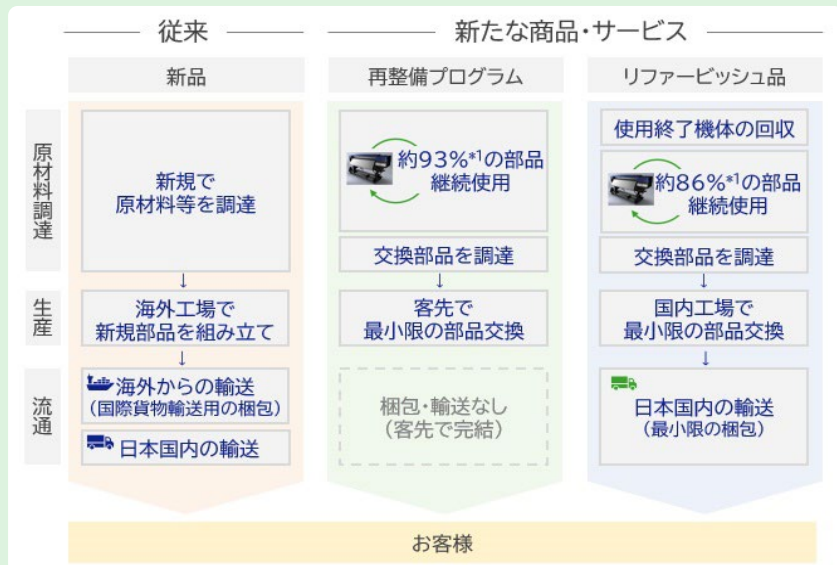 従来
新たな商品・サービス
新品
再整備プログラム
リファービッシュ品
原材料調達
新規で
原材料等を調達
約93%*1の部品
継続使用
交換部品を調達
使用終了機体の回収
約86%*1の部品
継続使用
交換部品を調達
↓
↓
↓
生産
海外工場で
新規部品を組み立て
客先で
最小限の部品交換
国内工場で
最小限の部品交換
↓
↓
流通
海外からの輸送
(国際貨物輸送用の梱包)
日本国内の輸送
梱包・輸送なし
(客先で完結)
日本国内の輸送
(最小限の梱包)
お客様